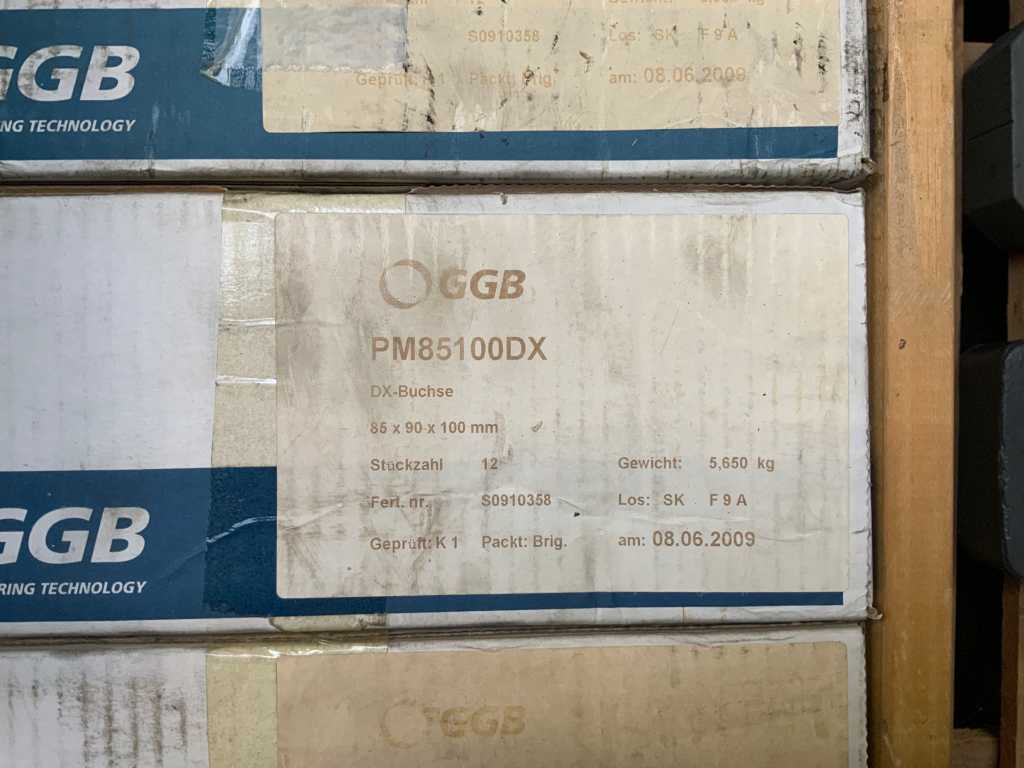 GGB
RING TECHNOLOGY
S0910358 Los: SK F 9 A
Geprüft: K 1 Packt: Brig. am: 08.06.2009
GGB
PM85100DX
DX-Buchse
85 x 90 x 100 mm
Stückzahl 12 Gewicht: 5,650 kg
Fert. nr. S0910358 Los: SK F 9 A
Geprüft: K 1 Packt: Brig. am: 08.06.2009
GGB
RING TECHNOLOGY
GGB